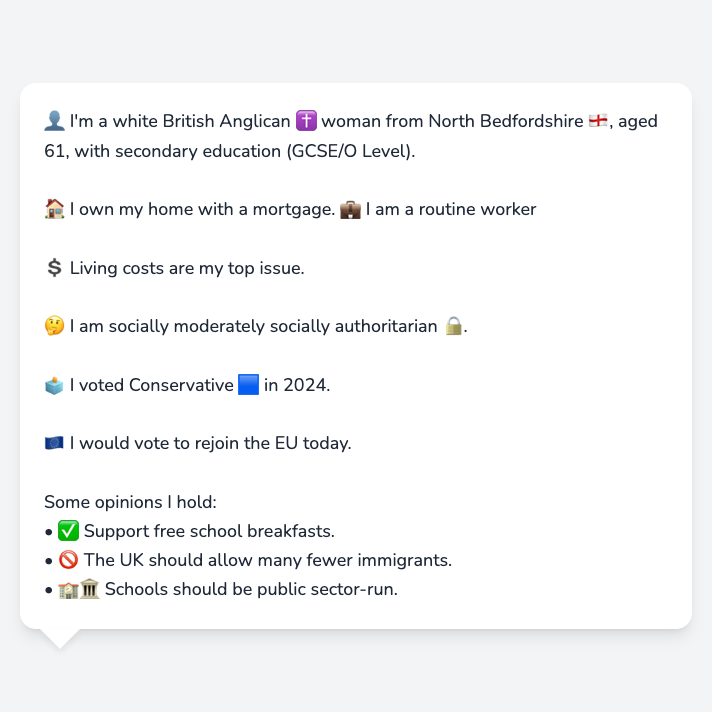 👤 I'm a white British Anglican ✝️ woman from North Bedfordshire 🏴󠁧󠁢󠁥󠁮󠁧󠁿, aged
61, with secondary education (GCSE/O Level).
🏠 I own my home with a mortgage. 💼 I am a routine worker
💲 Living costs are my top issue.
🤔 I am socially moderately socially authoritarian 🔒.
🗳️ I voted Conservative 🟦 in 2024.
🇪🇺 I would vote to rejoin the EU today.
Some opinions I hold:
• ✅ Support free school breakfasts.
• 🚫 The UK should allow many fewer immigrants.
• 🏫🏛️ Schools should be public sector-run.